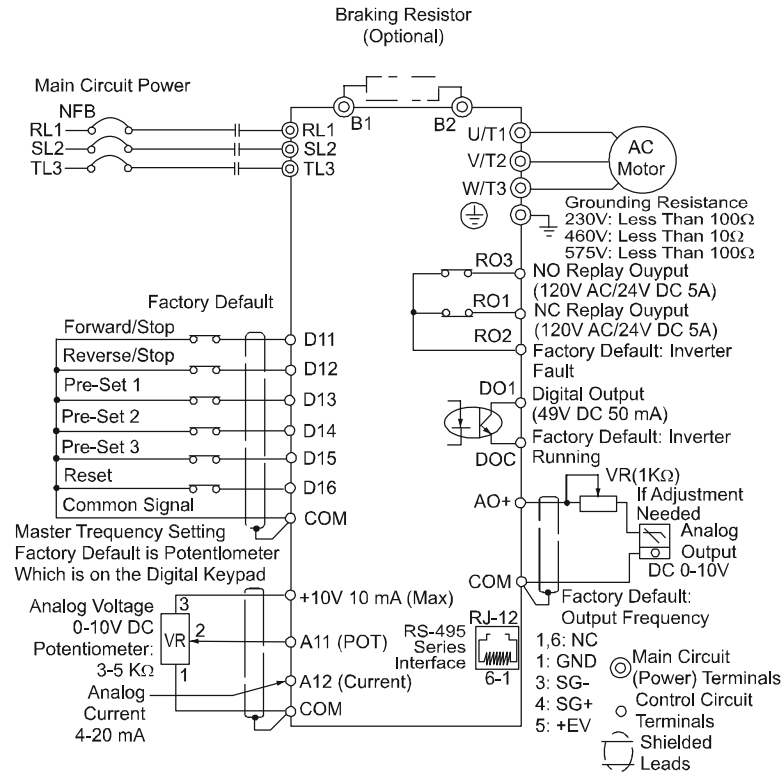 Braking Resistor
(Optional)
Main Circuit Power
NFB
RL1
SL2
TL3
RL1
SL2
TL3
B1
B2
U/T1
V/T2
W/T3
AC
Motor
Grounding Resistance
230V: Less Than 100Ω
460V: Less Than 10Ω
575V: Less Than 100Ω
RO3
NO Replay Ouyput
(120V AC/24V DC 5A)
RO1
NC Replay Ouyput
(120V AC/24V DC 5A)
RO2
Factory Default: Inverter
Fault
Factory Default
Forward/Stop
D11
Reverse/Stop
D12
Pre-Set 1
D13
Pre-Set 2
D14
Pre-Set 3
D15
Reset
D16
Common Signal
COM
DO1
Digital Output
(49V DC 50 mA)
DOC
Factory Default: Inverter
Running
VR(1KΩ)
If Adjustment
Needed
AO+
Analog
Output
DC 0-10V
COM
Factory Default:
Output Frequency
Master Trequency Setting
Factory Default is Potentlometer
Which is on the Digital Keypad
Analog Voltage
0-10V DC
Potentiometer:
3-5 KΩ
3
VR
2
1
+10V 10 mA (Max)
A11 (POT)
A12 (Current)
COM
Analog
Current
4-20 mA
RS-495
Series
Interface
RJ-12
6-1
1,6: NC
1: GND
3: SG-
4: SG+
5: +EV
Main Circuit
(Power) Terminals
Control Circuit
Terminals
Shielded
Leads